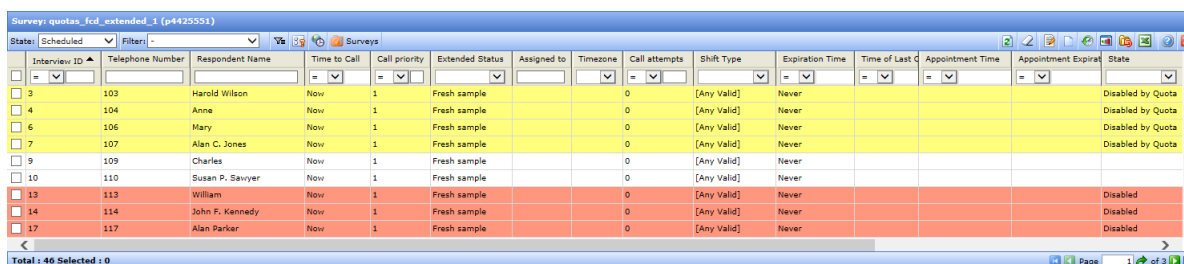 Survey: quotas_fcd_extended_1 (p4425551)
State: Scheduled Filter: - Surveys
Interview ID Telephone Number Respondent Name Time to Call Call priority Extended Status Assigned to Timezone Call attempts Shift Type Expiration Time Time of Last C Appointment Time Appointment Expirat State
= = = = = = = =
3 103 Harold Wilson Now 1 Fresh sample 0 [Any Valid] Never Disabled by Quota
4 104 Anne Now 1 Fresh sample 0 [Any Valid] Never Disabled by Quota
6 106 Mary Now 1 Fresh sample 0 [Any Valid] Never Disabled by Quota
7 107 Alan C. Jones Now 1 Fresh sample 0 [Any Valid] Never Disabled by Quota
9 109 Charles Now 1 Fresh sample 0 [Any Valid] Never
10 110 Susan P. Sawyer Now 1 Fresh sample 0 [Any Valid] Never
13 113 William Now 1 Fresh sample 0 [Any Valid] Never Disabled
14 114 John F. Kennedy Now 1 Fresh sample 0 [Any Valid] Never Disabled
17 117 Alan Parker Now 1 Fresh sample 0 [Any Valid] Never Disabled
Total : 46 Selected : 0 Page 1 of 3